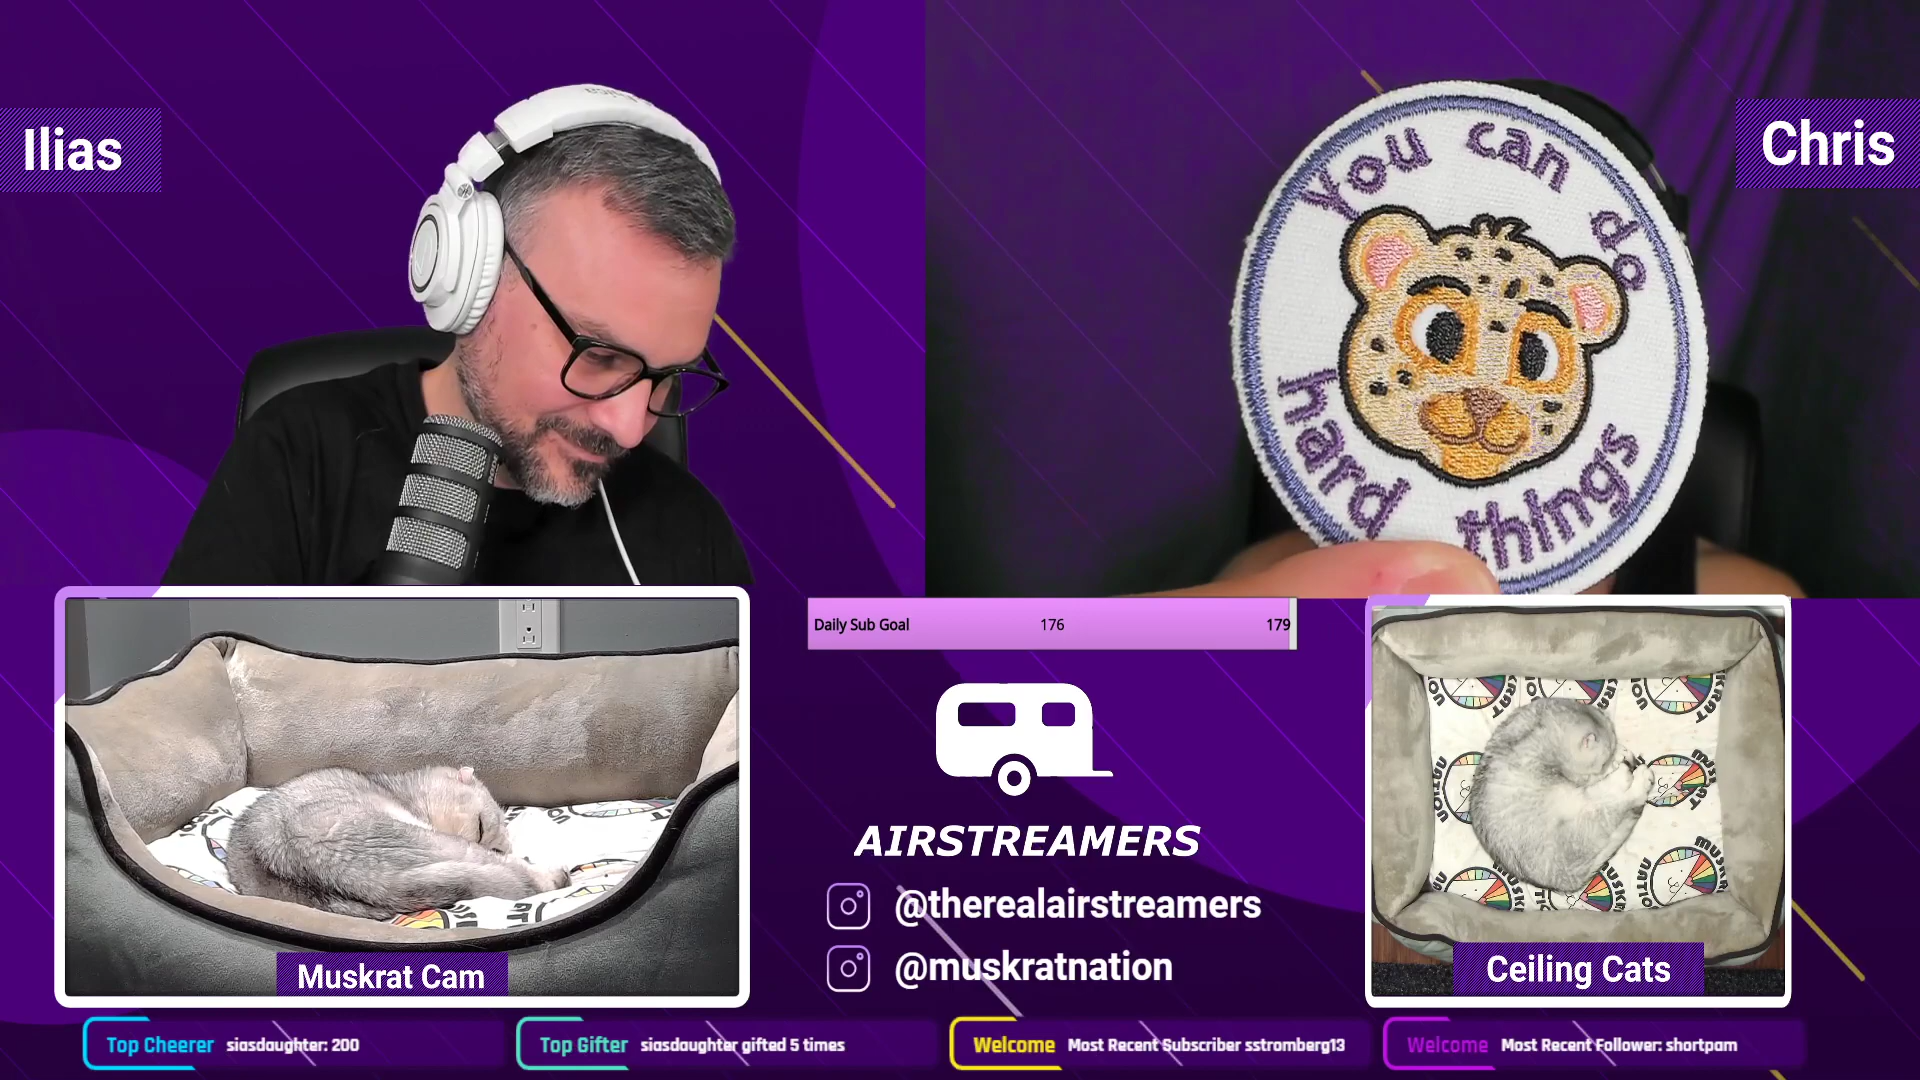 Ilias
Chris
You can do
hard things
Daily Sub Goal 176 179
AIRSTREAMERS
@therealairstreamers
@muskratnation
Muskrat Cam
Ceiling Cats
MUSKRAT
NATION
Top Cheerer siasdaughter: 200
Top Gifter siasdaughter gifted 5 times
Welcome Most Recent Subscriber sstromberg13
Welcome Most Recent Follower: shortpam